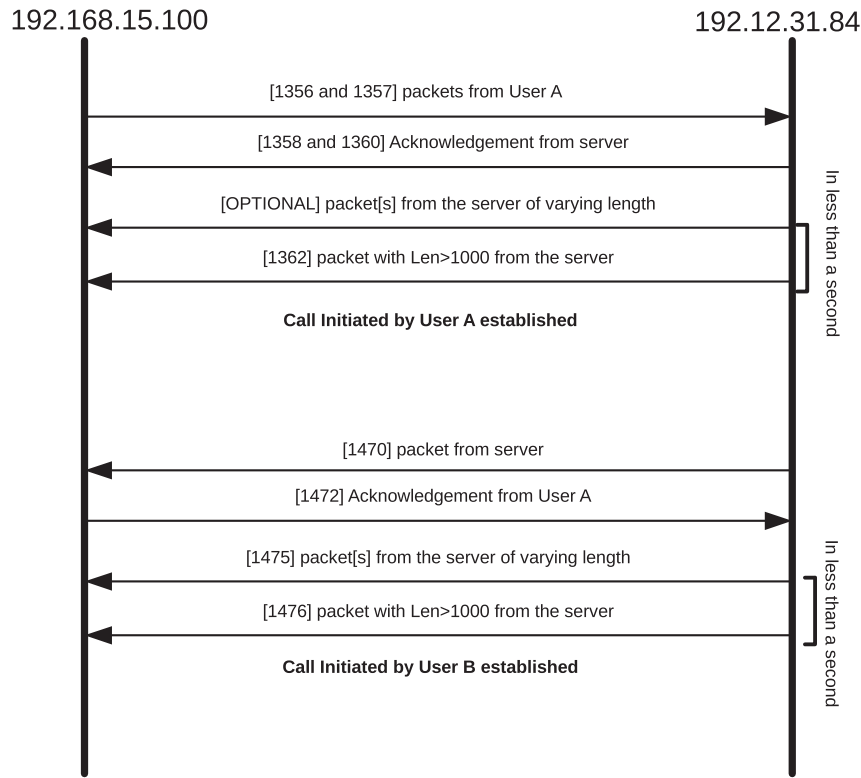 192.168.15.100
192.12.31.84
[1356 and 1357] packets from User A
[1358 and 1360] Acknowledgement from server
[OPTIONAL] packet[s] from the server of varying length
[1362] packet with Len>1000 from the server
In less than a second
Call Initiated by User A established
[1470] packet from server
[1472] Acknowledgement from User A
[1475] packet[s] from the server of varying length
[1476] packet with Len>1000 from the server
In less than a second
Call Initiated by User B established